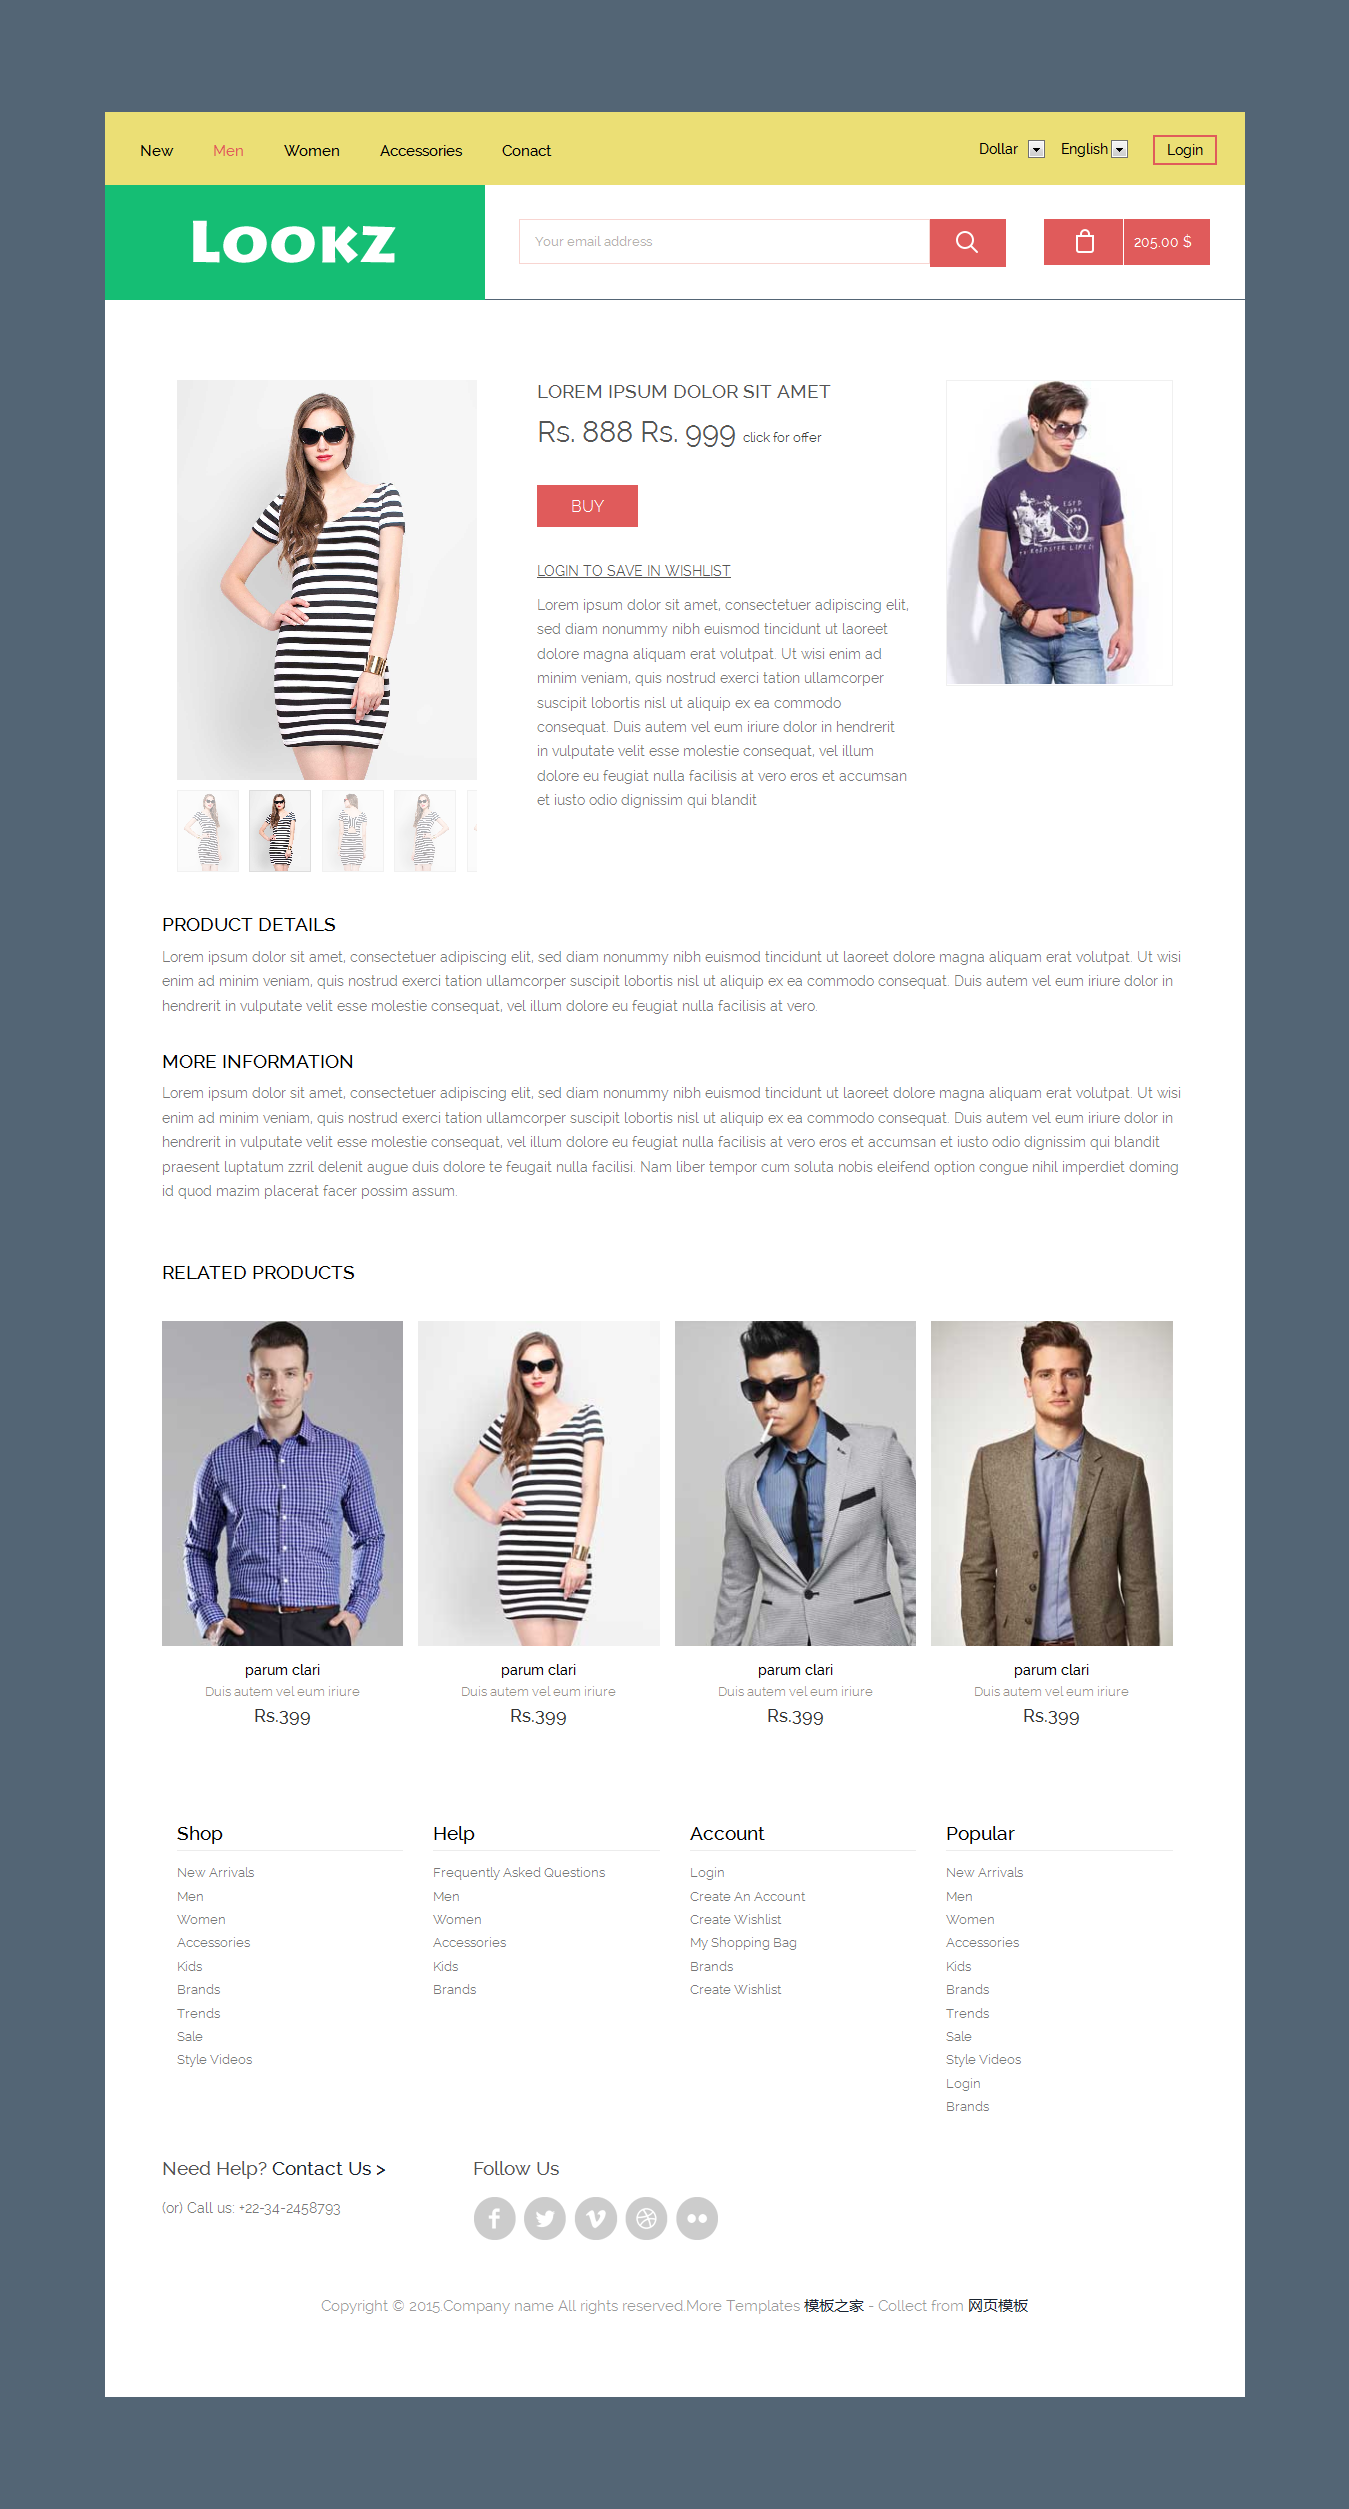 New Men Women Accessories Conact Dollar English Login
LOOKZ
Your email address
205.00 $
LOREM IPSUM DOLOR SIT AMET
Rs. 888 Rs. 999 click for offer
BUY
LOGIN TO SAVE IN WISHLIST
Lorem ipsum dolor sit amet, consectetuer adipiscing elit,
sed diam nonummy nibh euismod tincidunt ut laoreet
dolore magna aliquam erat volutpat. Ut wisi enim ad
minim veniam, quis nostrud exerci tation ullamcorper
suscipit lobortis nisl ut aliquip ex ea commodo
consequat. Duis autem vel eum iriure dolor in hendrerit
in vulputate velit esse molestie consequat, vel illum
dolore eu feugiat nulla facilisis at vero eros et accumsan
et iusto odio dignissim qui blandit
PRODUCT DETAILS
Lorem ipsum dolor sit amet, consectetuer adipiscing elit, sed diam nonummy nibh euismod tincidunt ut laoreet dolore magna aliquam erat volutpat. Ut wisi
enim ad minim veniam, quis nostrud exerci tation ullamcorper suscipit lobortis nisl ut aliquip ex ea commodo consequat. Duis autem vel eum iriure dolor in
hendrerit in vulputate velit esse molestie consequat, vel illum dolore eu feugiat nulla facilisis at vero.
MORE INFORMATION
Lorem ipsum dolor sit amet, consectetuer adipiscing elit, sed diam nonummy nibh euismod tincidunt ut laoreet dolore magna aliquam erat volutpat. Ut wisi
enim ad minim veniam, quis nostrud exerci tation ullamcorper suscipit lobortis nisl ut aliquip ex ea commodo consequat. Duis autem vel eum iriure dolor in
hendrerit in vulputate velit esse molestie consequat, vel illum dolore eu feugiat nulla facilisis at vero eros et accumsan et iusto odio dignissim qui blandit
praesent luptatum zzril delenit augue duis dolore te feugait nulla facilisi. Nam liber tempor cum soluta nobis eleifend option congue nihil imperdiet doming
id quod mazim placerat facer possim assum.
RELATED PRODUCTS
parum clari
Duis autem vel eum iriure
Rs.399
parum clari
Duis autem vel eum iriure
Rs.399
parum clari
Duis autem vel eum iriure
Rs.399
parum clari
Duis autem vel eum iriure
Rs.399
Shop
New Arrivals
Men
Women
Accessories
Kids
Brands
Trends
Sale
Style Videos
Help
Frequently Asked Questions
Men
Women
Accessories
Kids
Brands
Account
Login
Create An Account
Create Wishlist
My Shopping Bag
Brands
Create Wishlist
Popular
New Arrivals
Men
Women
Accessories
Kids
Brands
Trends
Sale
Style Videos
Login
Brands
Need Help? Contact Us >
(or) Call us: +22-34-2458793
Follow Us
Copyright © 2015.Company name All rights reserved.More Templates 模板之家 - Collect from 网页模板